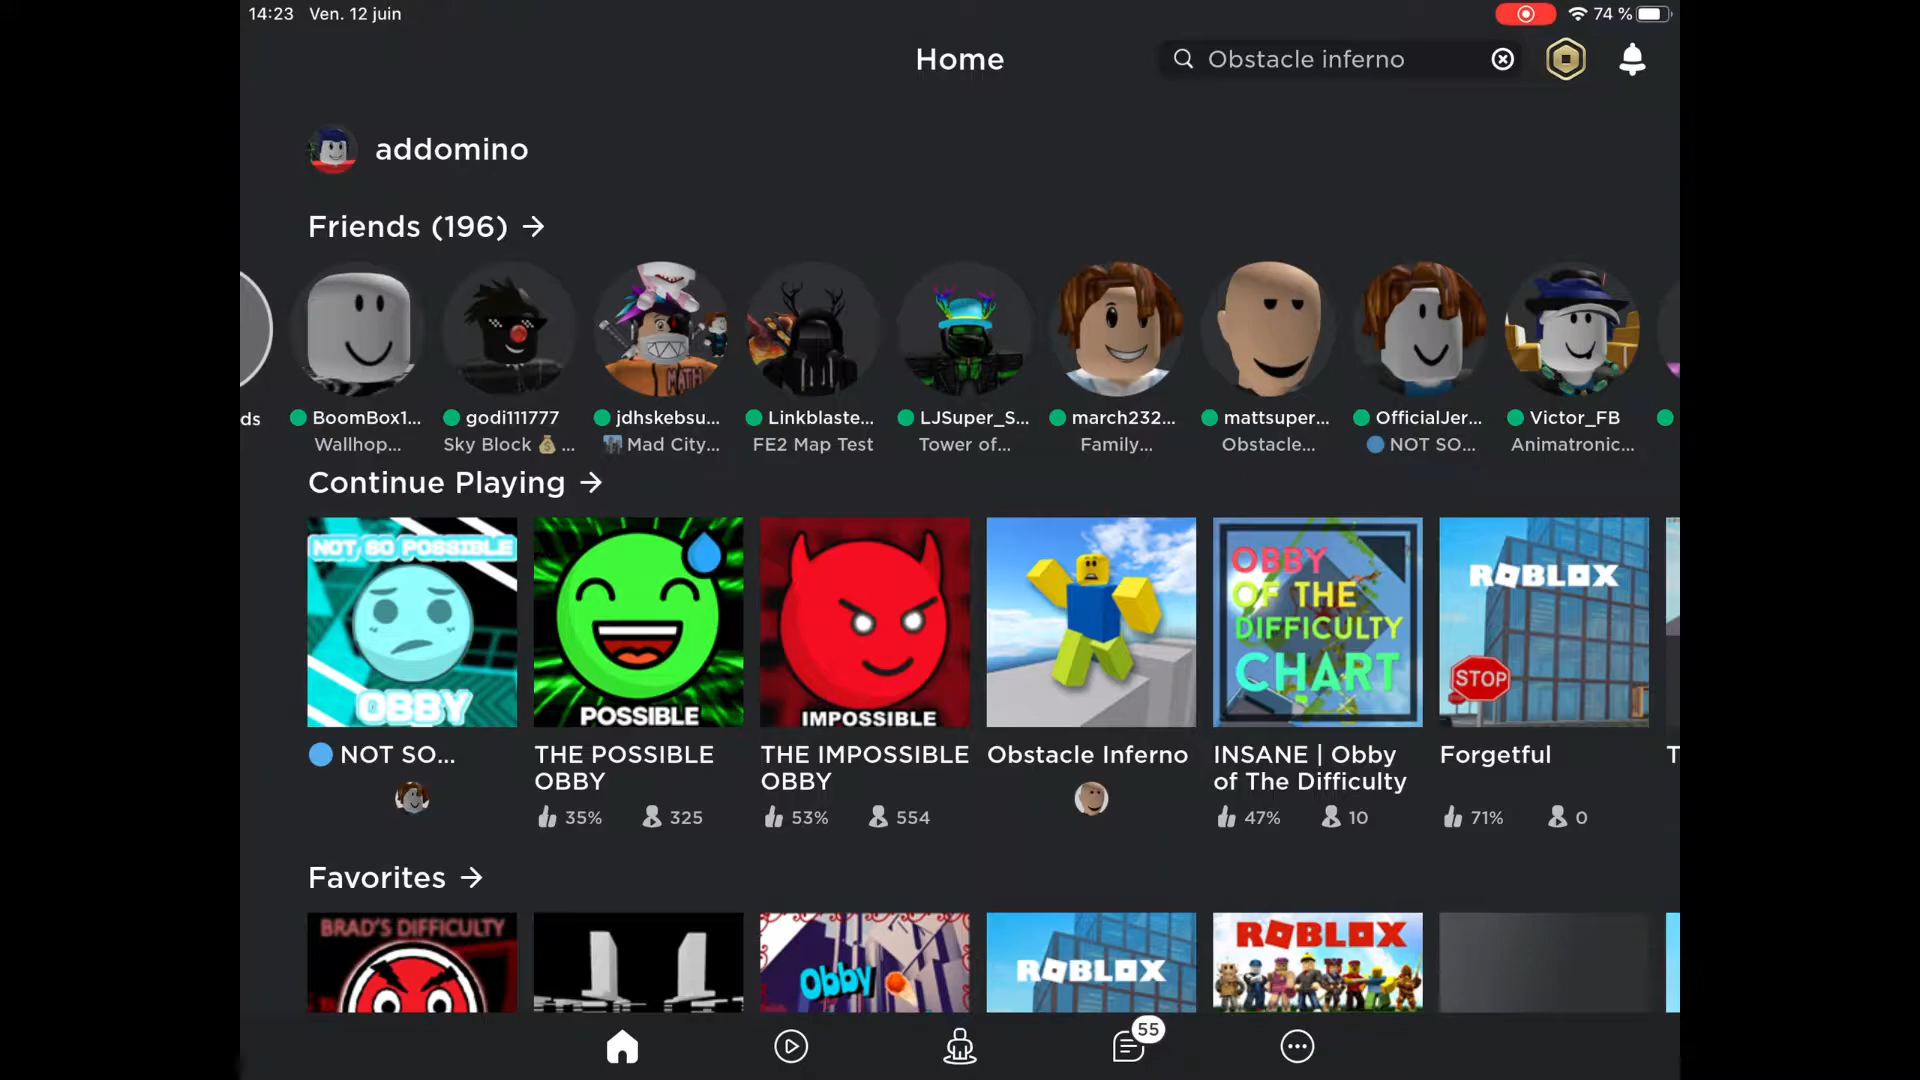 14:23 Ven. 12 juin
74 %
Home
Obstacle inferno
addomino
Friends (196)
ds
BoomBox1...
godi111777
jdhskebsu...
Linkblaste...
LJSuper_S...
march232...
mattsuper...
OfficialJer...
Victor_FB
Wallhop...
Sky Block 💰 ...
Mad City...
FE2 Map Test
Tower of...
Family...
Obstacle...
NOT SO...
Animatronic...
MATH
Continue Playing
NOT SO POSSIBLE
OBBY
POSSIBLE
IMPOSSIBLE
OBBY
OF THE
DIFFICULTY
CHART
ROBLOX
STOP
NOT SO...
THE POSSIBLE
OBBY
THE IMPOSSIBLE
OBBY
Obstacle Inferno
INSANE | Obby
of The Difficulty
Forgetful
T
35% 325
53% 554
47% 10
71% 0
Favorites
BRAD'S DIFFICULTY
Obby
ROBLOX
ROBLOX
55